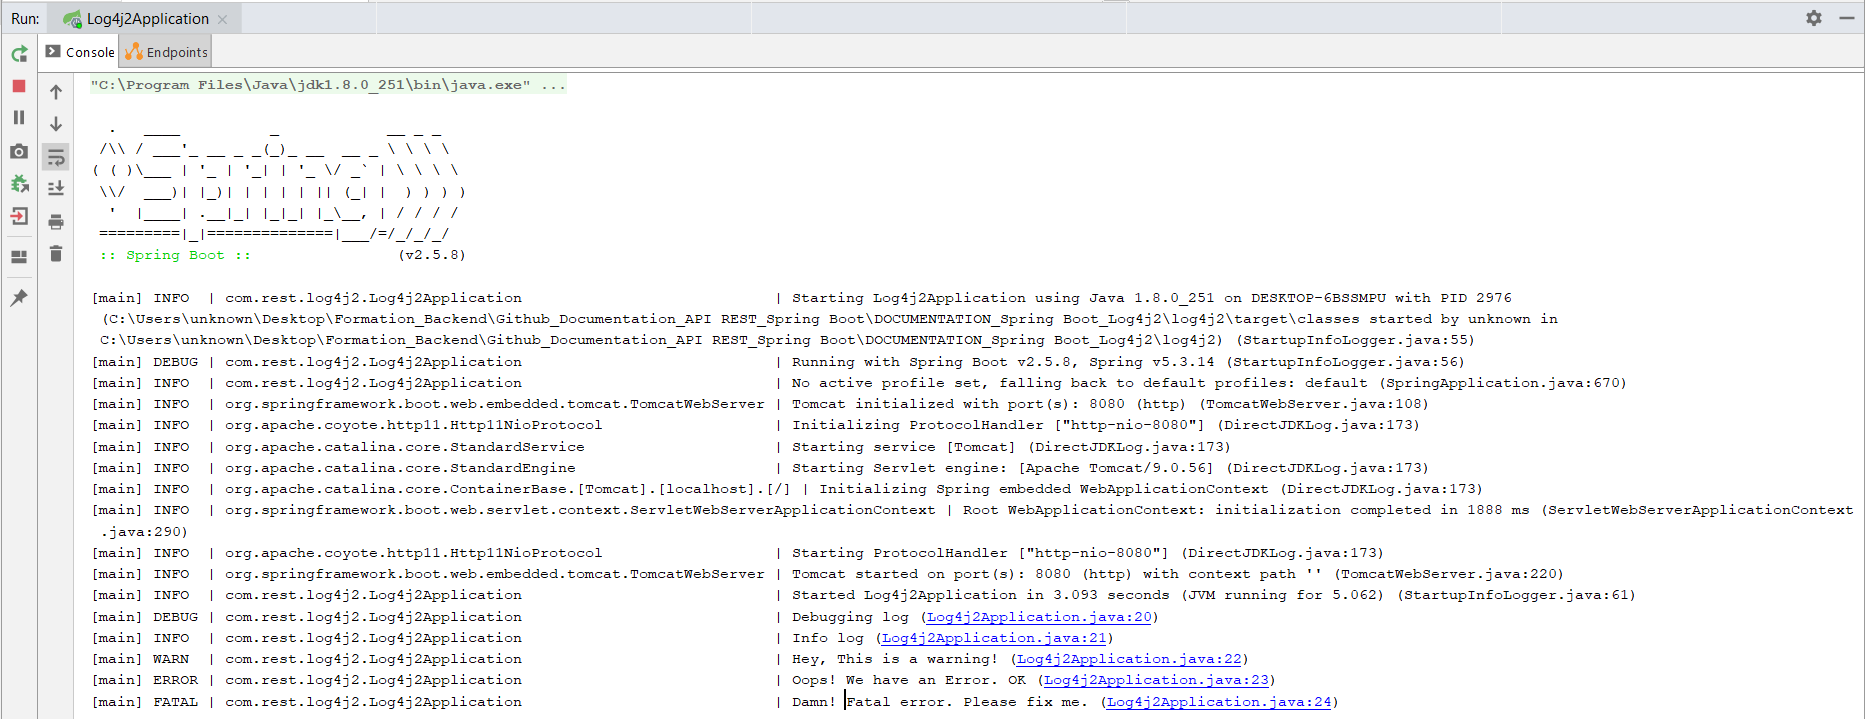 Run: Log4j2Application
Console Endpoints
"C:\Program Files\Java\jdk1.8.0_251\bin\java.exe" ...
  .   ____          _            __ _ _
 /\\ / ___'_ __ _ _(_)_ __  __ _ \ \ \ \
( ( )\___ | '_ | '_| | '_ \/ _` | \ \ \ \
 \\/  ___)| |_)| | | | | || (_| |  ) ) ) )
  '  |____| .__|_| |_|_| |_\__, | / / / /
 =========|_|==============|___/=/_/_/_/
 :: Spring Boot ::                (v2.5.8)
[main] INFO  | com.rest.log4j2.Log4j2Application                            | Starting Log4j2Application using Java 1.8.0_251 on DESKTOP-6BSSMPU with PID 2976
(C:\Users\unknown\Desktop\Formation_Backend\Github_Documentation_API REST_Spring Boot\DOCUMENTATION_Spring Boot_Log4j2\log4j2\target\classes started by unknown in
C:\Users\unknown\Desktop\Formation_Backend\Github_Documentation_API REST_Spring Boot\DOCUMENTATION_Spring Boot_Log4j2\log4j2) (StartupInfoLogger.java:55)
[main] DEBUG | com.rest.log4j2.Log4j2Application                            | Running with Spring Boot v2.5.8, Spring v5.3.14 (StartupInfoLogger.java:56)
[main] INFO  | com.rest.log4j2.Log4j2Application                            | No active profile set, falling back to default profiles: default (SpringApplication.java:670)
[main] INFO  | org.springframework.boot.web.embedded.tomcat.TomcatWebServer | Tomcat initialized with port(s): 8080 (http) (TomcatWebServer.java:108)
[main] INFO  | org.apache.coyote.http11.Http11NioProtocol                   | Initializing ProtocolHandler ["http-nio-8080"] (DirectJDKLog.java:173)
[main] INFO  | org.apache.catalina.core.StandardService                     | Starting service [Tomcat] (DirectJDKLog.java:173)
[main] INFO  | org.apache.catalina.core.StandardEngine                      | Starting Servlet engine: [Apache Tomcat/9.0.56] (DirectJDKLog.java:173)
[main] INFO  | org.apache.catalina.core.ContainerBase.[Tomcat].[localhost].[/] | Initializing Spring embedded WebApplicationContext (DirectJDKLog.java:173)
[main] INFO  | org.springframework.boot.web.servlet.context.ServletWebServerApplicationContext | Root WebApplicationContext: initialization completed in 1888 ms (ServletWebServerApplicationContext
.java:290)
[main] INFO  | org.apache.coyote.http11.Http11NioProtocol                   | Starting ProtocolHandler ["http-nio-8080"] (DirectJDKLog.java:173)
[main] INFO  | org.springframework.boot.web.embedded.tomcat.TomcatWebServer | Tomcat started on port(s): 8080 (http) with context path '' (TomcatWebServer.java:220)
[main] INFO  | com.rest.log4j2.Log4j2Application                            | Started Log4j2Application in 3.093 seconds (JVM running for 5.062) (StartupInfoLogger.java:61)
[main] DEBUG | com.rest.log4j2.Log4j2Application                            | Debugging log (Log4j2Application.java:20)
[main] INFO  | com.rest.log4j2.Log4j2Application                            | Info log (Log4j2Application.java:21)
[main] WARN  | com.rest.log4j2.Log4j2Application                            | Hey, This is a warning! (Log4j2Application.java:22)
[main] ERROR | com.rest.log4j2.Log4j2Application                            | Oops! We have an Error. OK (Log4j2Application.java:23)
[main] FATAL | com.rest.log4j2.Log4j2Application                            | Damn! Fatal error. Please fix me. (Log4j2Application.java:24)